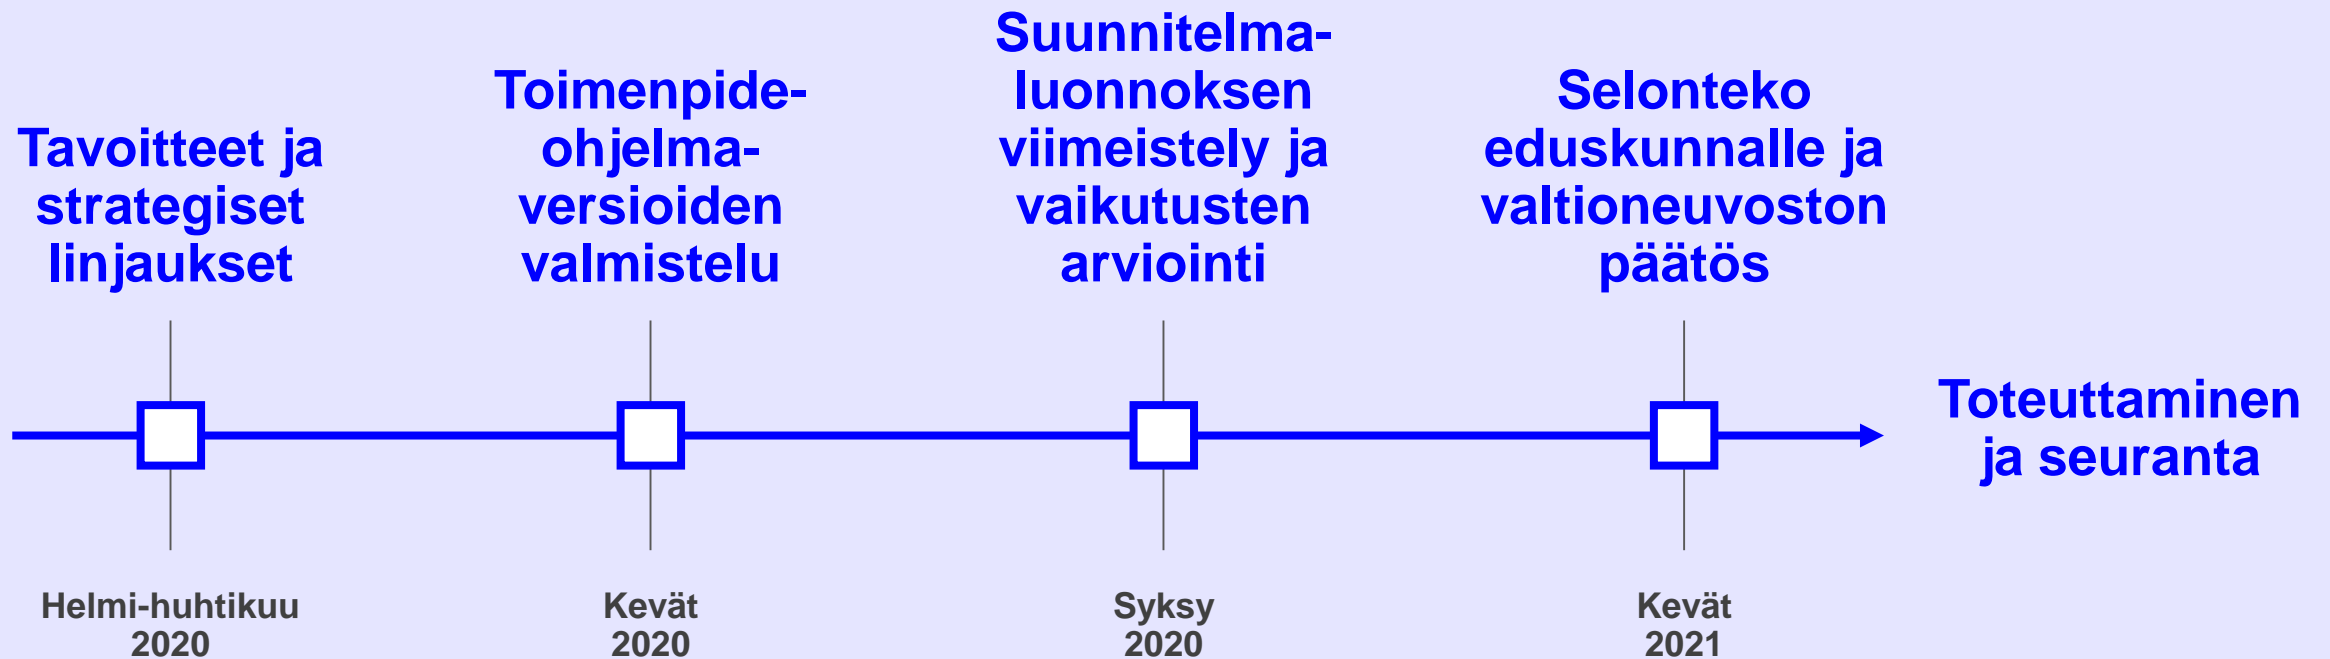 Tavoitteet ja
strategiset
linjaukset
Toimenpide-
ohjelma-
versioiden
valmistelu
Suunnitelma-
luonnoksen
viimeistely ja
vaikutusten
arviointi
Selonteko
eduskunnalle ja
valtioneuvoston
päätös
Toteuttaminen
ja seuranta
Helmi-huhtikuu
2020
Kevät
2020
Syksy
2020
Kevät
2021